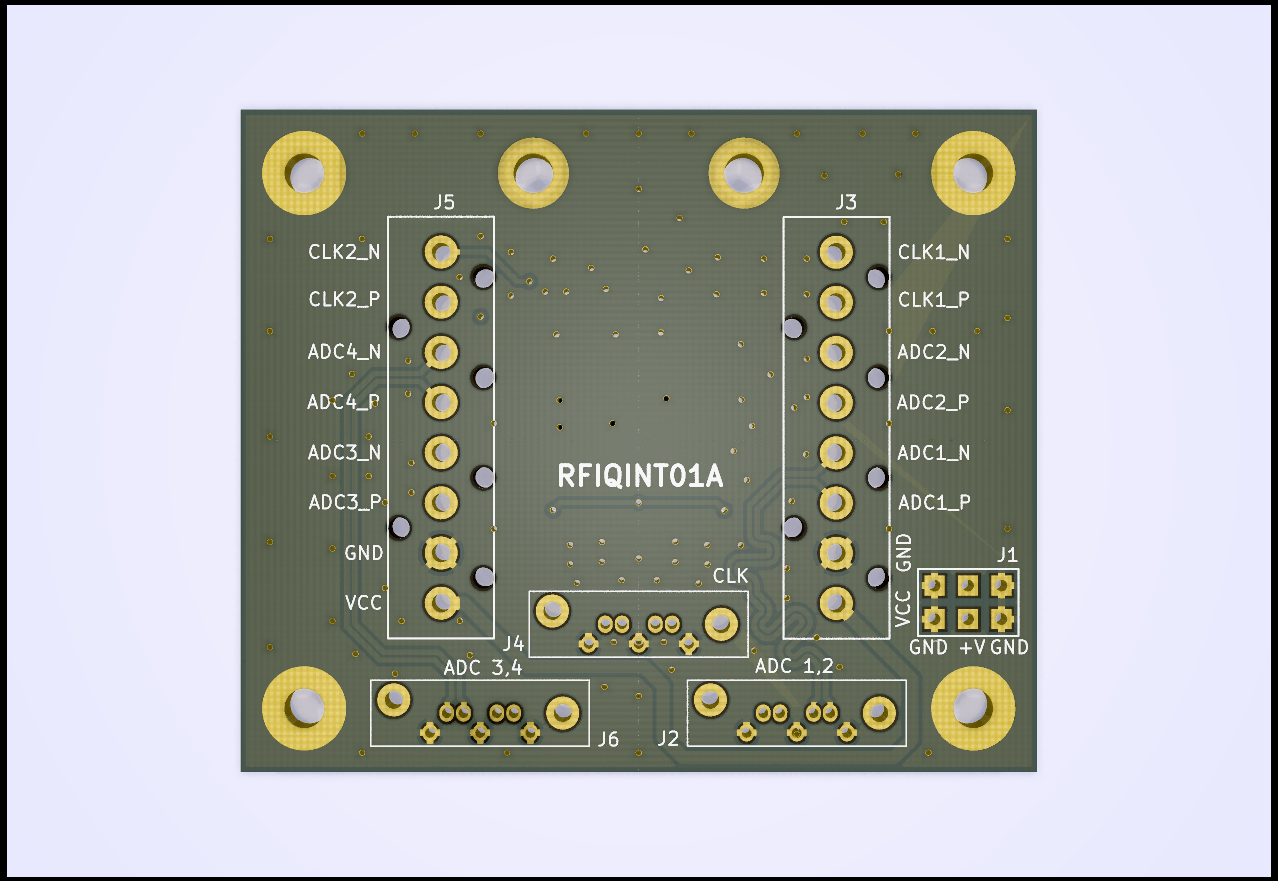 J5
J3
CLK2_N
CLK1_N
CLK2_P
CLK1_P
ADC4_N
ADC2_N
ADC4_P
ADC2_P
ADC3_N
ADC1_N
RFIQINT01A
ADC3_P
ADC1_P
GND
GND
J1
CLK
VCC
VCC
J4
GND +V GND
ADC 3,4
ADC 1,2
J6
J2